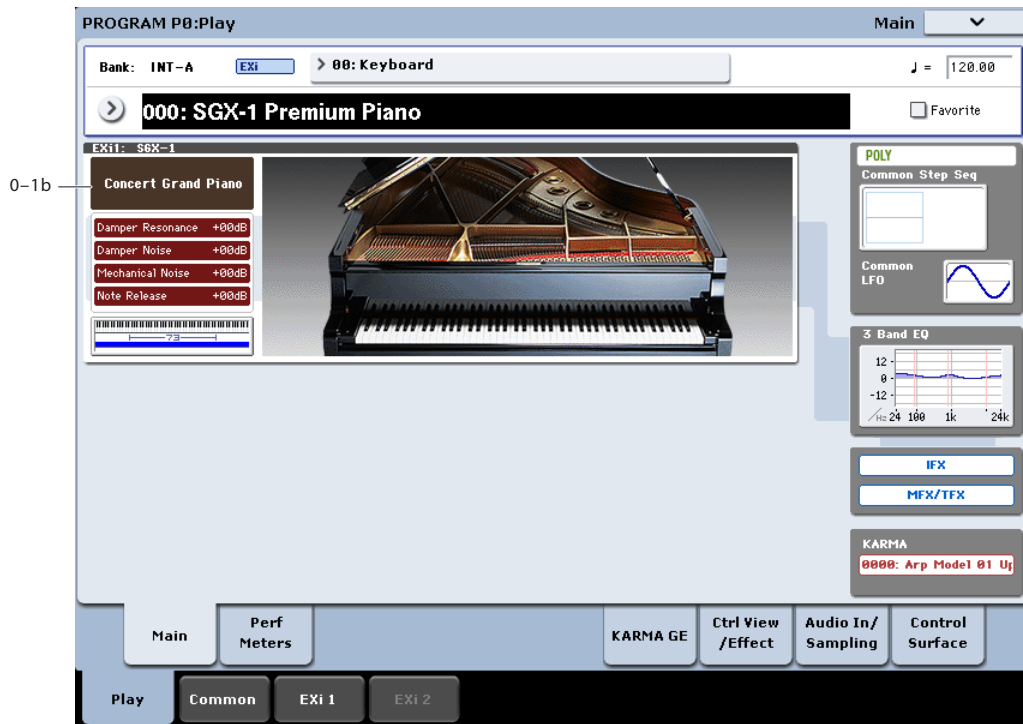 PROGRAM P0:Play
Main
Bank: INT-A EXi > 00: Keyboard
♩ = 120.00
000: SGX-1 Premium Piano
Favorite
EXi1: SGX-1
0–1b
Concert Grand Piano
Damper Resonance +00dB
Damper Noise +00dB
Mechanical Noise +00dB
Note Release +00dB
73
POLY
Common Step Seq
Common
LFO
3 Band EQ
12
0
-12
/Hz 24 100 1k 24k
IFX
MFX/TFX
KARMA
0000: Arp Model 01 Up
Main
Perf
Meters
KARMA GE
Ctrl View
/Effect
Audio In/
Sampling
Control
Surface
Play
Common
EXi 1
EXi 2